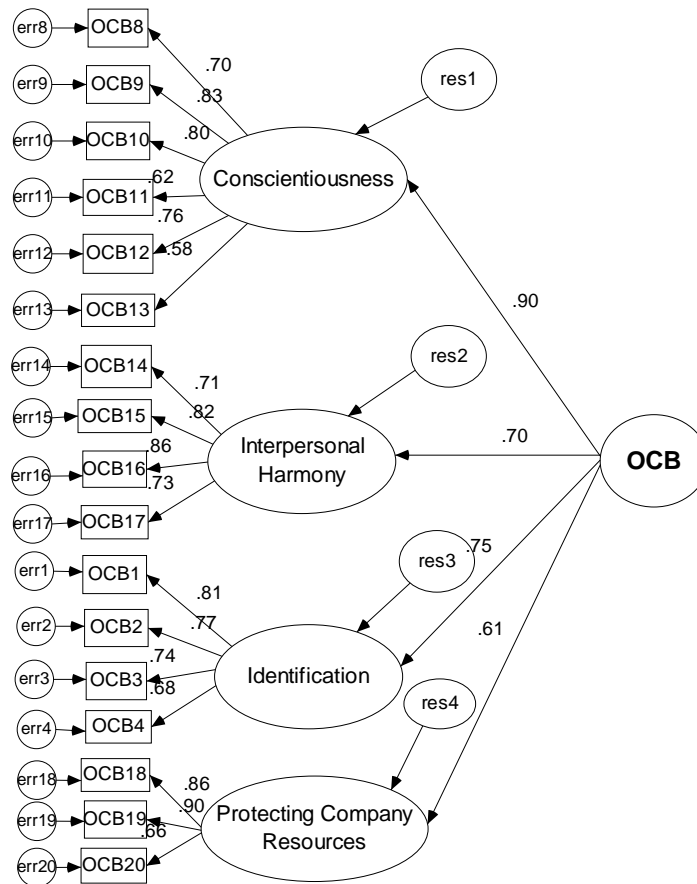 err8
OCB8
.70
err9
OCB9
.83
res1
err10
OCB10
.80
Conscientiousness
err11
OCB11
.62
.76
err12
OCB12
.58
err13
OCB13
.90
err14
OCB14
.71
res2
err15
OCB15
.82
err16
OCB16
.86
Interpersonal
Harmony
.70
OCB
err17
OCB17
.73
err1
OCB1
.81
res3
.75
err2
OCB2
.77
err3
OCB3
.74
.68
Identification
.61
err4
OCB4
res4
err18
OCB18
.86
err19
OCB19
.90
Protecting Company
Resources
.66
err20
OCB20